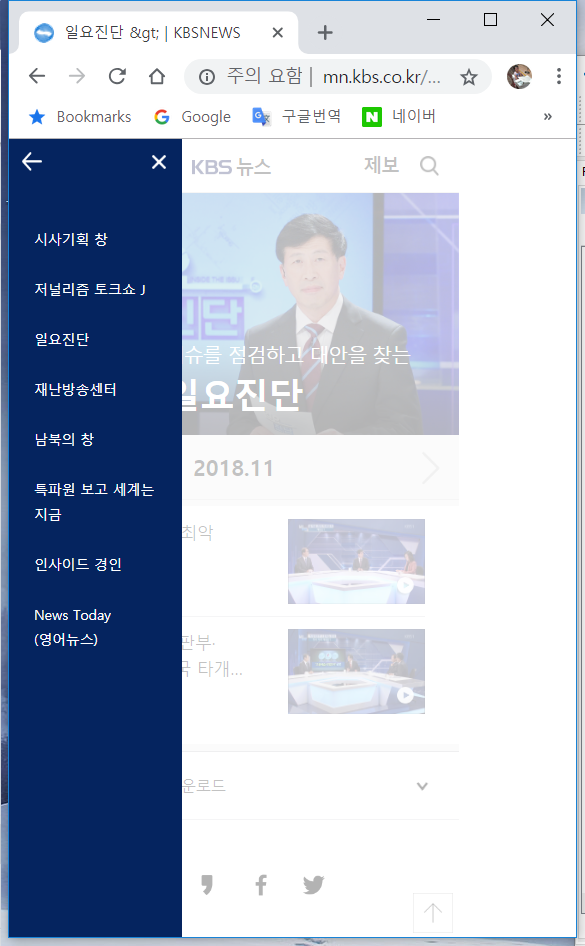 일요진단 &gt; | KBSNEWS
주의 요함 | mn.kbs.co.kr/...
Bookmarks Google 구글번역 네이버 »
KBS 뉴스 제보
시사기획 창
저널리즘 토크쇼 J
일요진단
재난방송센터
남북의 창
특파원 보고 세계는
지금
인사이드 경인
News Today
(영어뉴스)
슈를 점검하고 대안을 찾는
일요진단
2018.11
최악
판부·
국 타개...
운로드